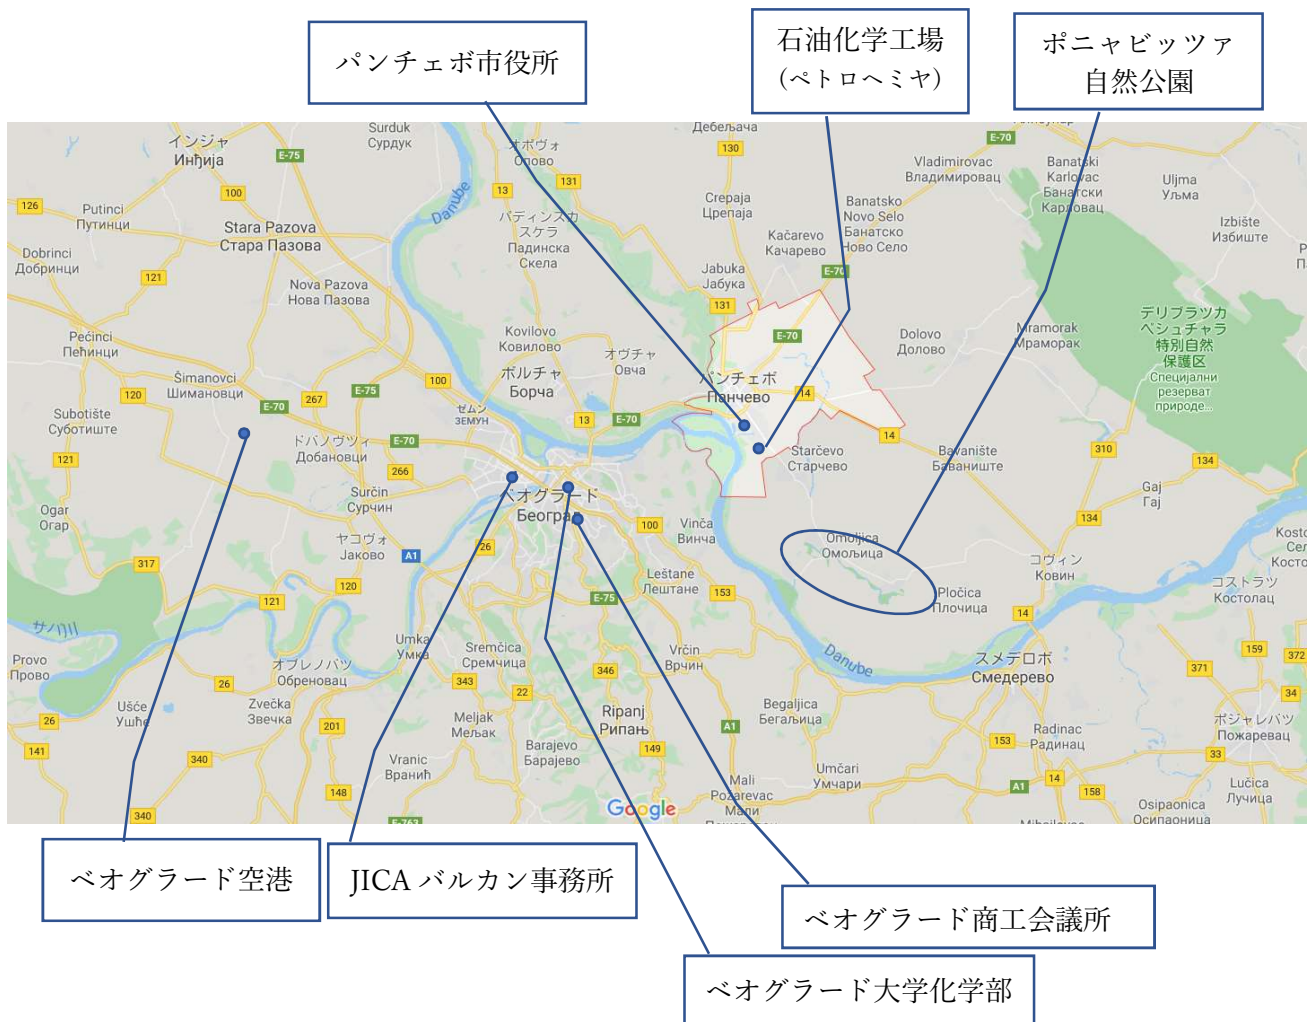 パンチェボ市役所
石油化学工場
(ペトロヘミヤ)
ポニャビッツァ
自然公園
インジャ
Инђија
Surduk
Сурдук
オポヴォ
Опово
Дебељача
Vladimirovac
Владимировац
Banatski
Karlovac
Банатски
Карловац
Uljma
Уљма
Izbište
Избиште
E-75
E-70
130
131
13
100
126
Putinci
Путинци
Stara Pazova
Стара Пазова
Danube
パディンスカ
スケラ
Падинска
Скела
Crepaja
Црепаја
Banatsko
Novo Selo
Банатско
Ново Село
Kačarevo
Качарево
Dobrinci
Добринци
121
Nova Pazova
Нова Пазова
Jabuka
Јабука
E-70
131
デリブラツカ
ペシュチャラ
特別自然
保護区
Специјални
резерват
природе...
Pećinci
Пећинци
Kovilovo
Ковилово
オヴチャ
Овча
E-70
Dolovo
Долово
Mramorak
Мраморак
Šimanovci
Шимановци
ボルチャ
Борча
パンチェボ
Панчево
100
E-75
267
120
E-70
14
Subotište
Суботиште
ゼムン
ЗЕМУН
13
E-70
14
ドバノヴツィ
Добановци
E-70
Starčevo
Старчево
Bavanište
Баваниште
310
134
121
266
Surčin
Сурчин
ベオグラード
Београд
Gaj
Гај
Ogar
Огар
ヤコヴォ
Јаково
A1
26
100
Vinča
Винча
Omoljica
Омољица
134
コヴィン
Ковин
コストラツ
Костолац
317
120
121
E-75
Leštane
Лештане
153
Pločica
Плочица
14
サバ川
Provo
Прово
Umka
Умка
Sremčica
Сремчица
Vrčin
Врчин
Danube
スメデレボ
Смедерево
159
371
372
オブレノバツ
Обреновац
26
343
346
22
34
Ušće
Ушће
Zvečka
Звечка
26
201
Meljak
Мељак
Ripanj
Рипањ
A1
Begaljica
Бегаљица
Radinac
Радинац
ポジャレバツ
Пожаревац
141
340
Vranic
Вранић
Barajevo
Барајево
149
153
33
148
Mali
Pozarevac
Мали
Umčari
Умчари
A1
14
158
Lučica
Лучица
Osipaonica
Осипаоница
340
E-763
Google
ベオグラード空港
JICA バルカン事務所
ベオグラード商工会議所
ベオグラード大学化学部